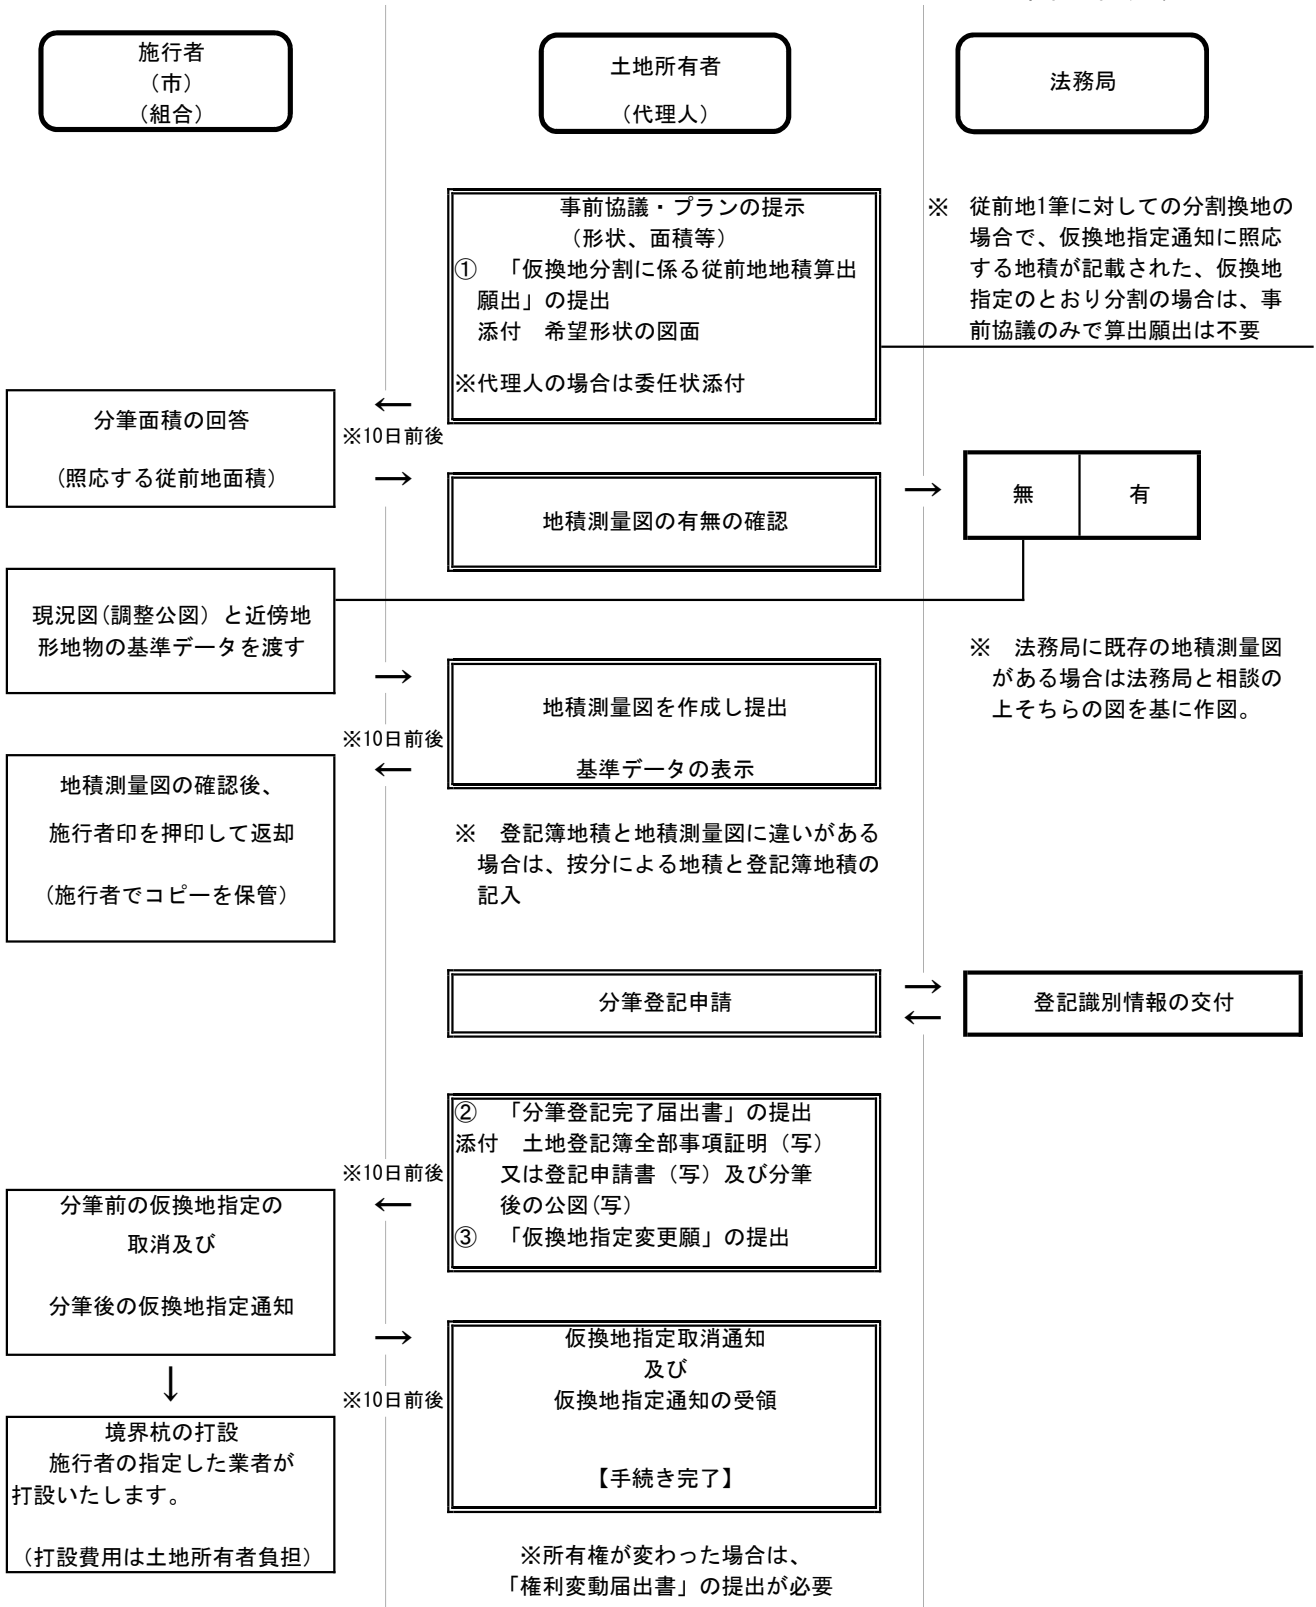 施行者
（市）
（組合）
土地所有者
（代理人）
法務局
事前協議・プランの提示
（形状、面積等）
①　「仮換地分割に係る従前地地積算出
願出」の提出
添付　希望形状の図面
※代理人の場合は委任状添付
※　従前地1筆に対しての分割換地の
場合で、仮換地指定通知に照応
する地積が記載された、仮換地
指定のとおり分割の場合は、事
前協議のみで算出願出は不要
←
※10日前後
分筆面積の回答
(照応する従前地面積)
→
地積測量図の有無の確認
→
無
有
現況図(調整公図）と近傍地
形地物の基準データを渡す
→
※　法務局に既存の地積測量図
がある場合は法務局と相談の
上そちらの図を基に作図。
地積測量図を作成し提出
基準データの表示
※10日前後
←
地積測量図の確認後、
施行者印を押印して返却
(施行者でコピーを保管）
※　登記簿地積と地積測量図に違いがある
場合は、按分による地積と登記簿地積の
記入
分筆登記申請
→
←
登記識別情報の交付
②　「分筆登記完了届出書」の提出
添付　土地登記簿全部事項証明（写）
又は登記申請書（写）及び分筆
後の公図(写）
③　「仮換地指定変更願」の提出
※10日前後
←
分筆前の仮換地指定の
取消及び
分筆後の仮換地指定通知
→
仮換地指定取消通知
及び
仮換地指定通知の受領
【手続き完了】
↓
※10日前後
境界杭の打設
施行者の指定した業者が
打設いたします。
（打設費用は土地所有者負担）
※所有権が変わった場合は、
「権利変動届出書」の提出が必要